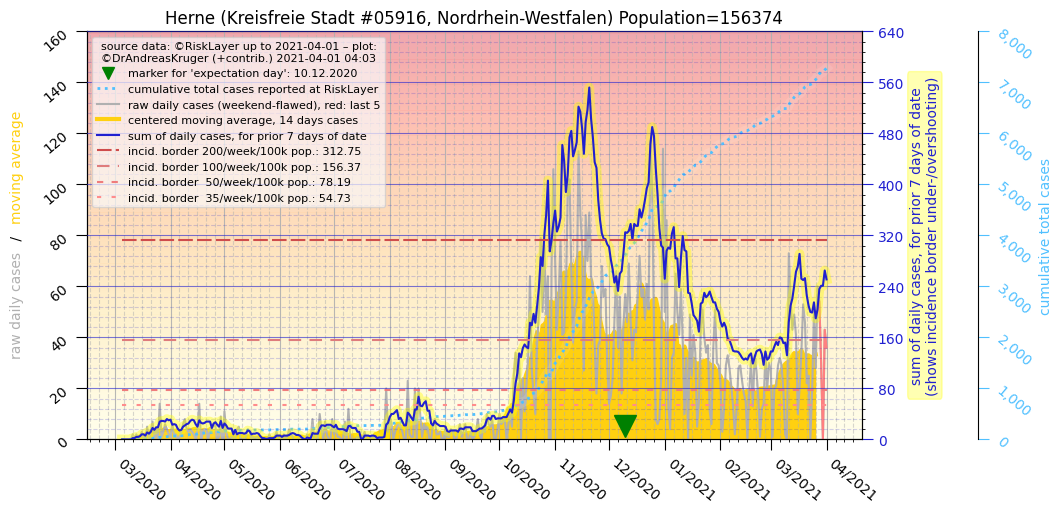 Herne (Kreisfreie Stadt #05916, Nordrhein-Westfalen) Population=156374
source data: ©RiskLayer up to 2021-04-01 – plot:
©DrAndreasKruger (+contrib.) 2021-04-01 04:03
marker for 'expectation day': 10.12.2020
cumulative total cases reported at RiskLayer
raw daily cases (weekend-flawed), red: last 5
centered moving average, 14 days cases
sum of daily cases, for prior 7 days of date
incid. border 200/week/100k pop.: 312.75
incid. border 100/week/100k pop.: 156.37
incid. border  50/week/100k pop.: 78.19
incid. border  35/week/100k pop.: 54.73
raw daily cases / moving average
160
140
120
100
80
60
40
20
0
03/2020
04/2020
05/2020
06/2020
07/2020
08/2020
09/2020
10/2020
11/2020
12/2020
01/2021
02/2021
03/2021
04/2021
640
560
480
400
320
240
160
80
0
sum of daily cases, for prior 7 days of date
(shows incidence border under-/overshooting)
8,000
7,000
6,000
5,000
4,000
3,000
2,000
1,000
0
cumulative total cases